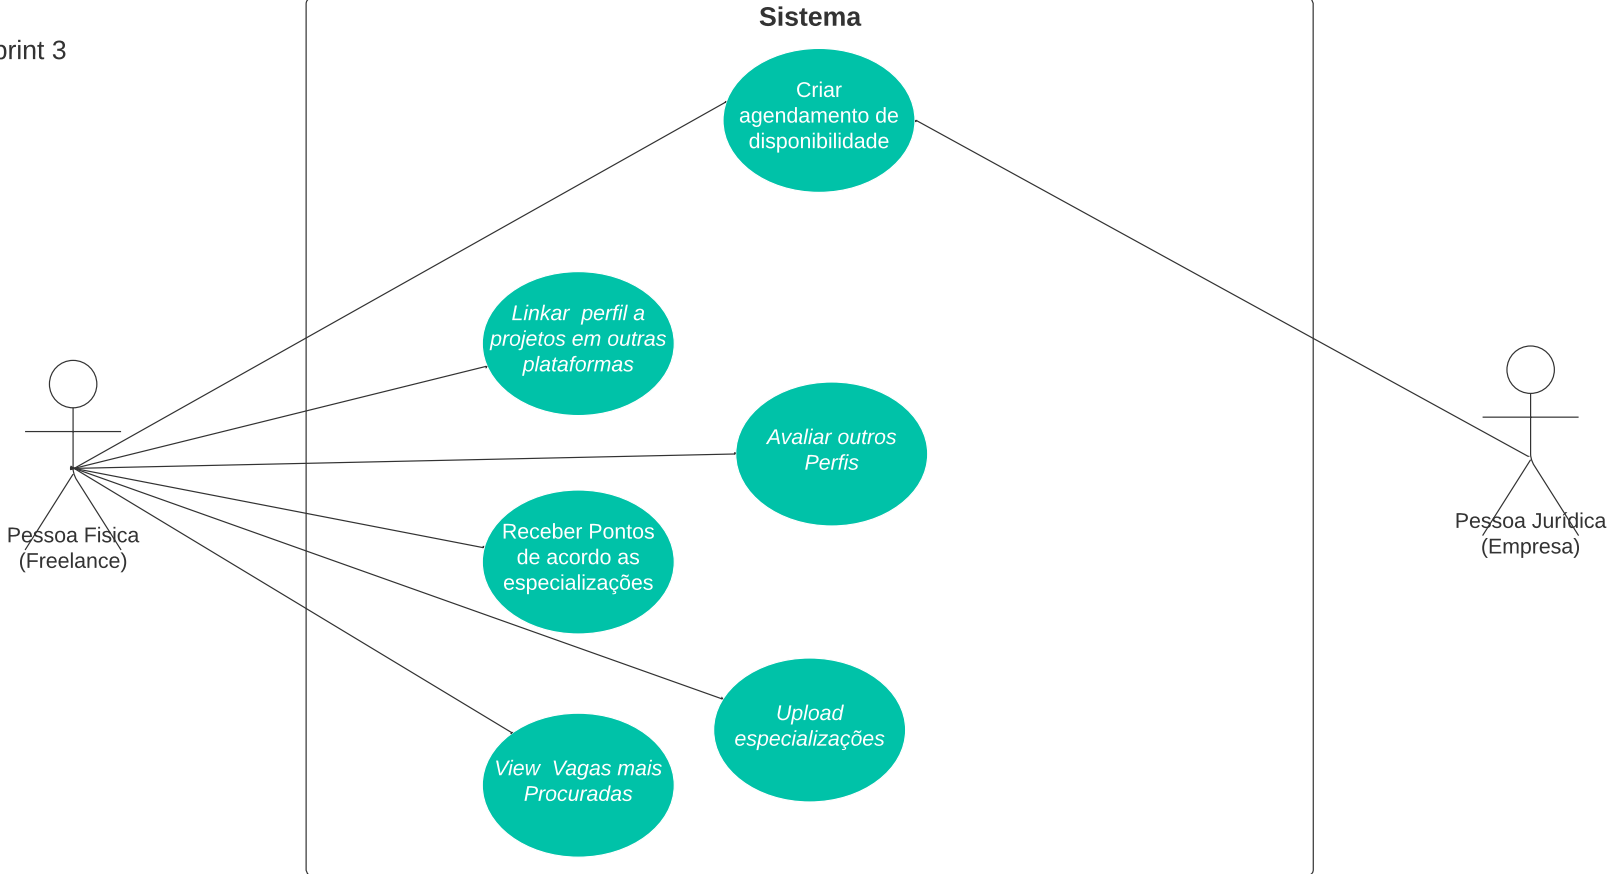 Sistema
print 3
Criar
agendamento de
disponibilidade
Linkar perfil a
projetos em outras
plataformas
Avaliar outros
Perfis
Receber Pontos
de acordo as
especializações
Upload
especializações
View Vagas mais
Procuradas
Pessoa Fisica
(Freelance)
Pessoa Jurídica
(Empresa)